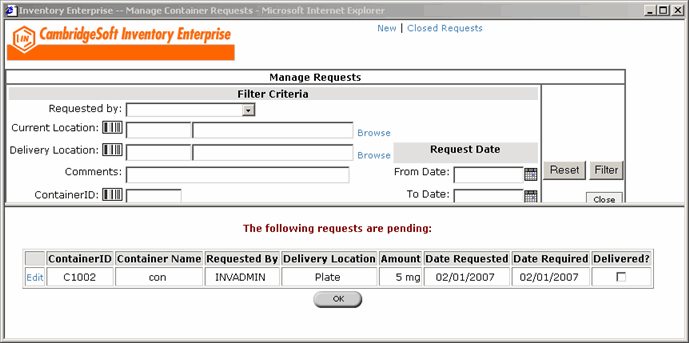 Inventory Enterprise -- Manage Container Requests - Microsoft Internet Explorer
New | Closed Requests
CambridgeSoft Inventory Enterprise
Manage Requests
Filter Criteria
Requested by:
Current Location: Browse
Delivery Location: Browse Request Date
Comments: From Date: Reset Filter
ContainerID: To Date: Close
The following requests are pending:
ContainerID Container Name Requested By Delivery Location Amount Date Requested Date Required Delivered?
Edit C1002 con INVADMIN Plate 5 mg 02/01/2007 02/01/2007
OK